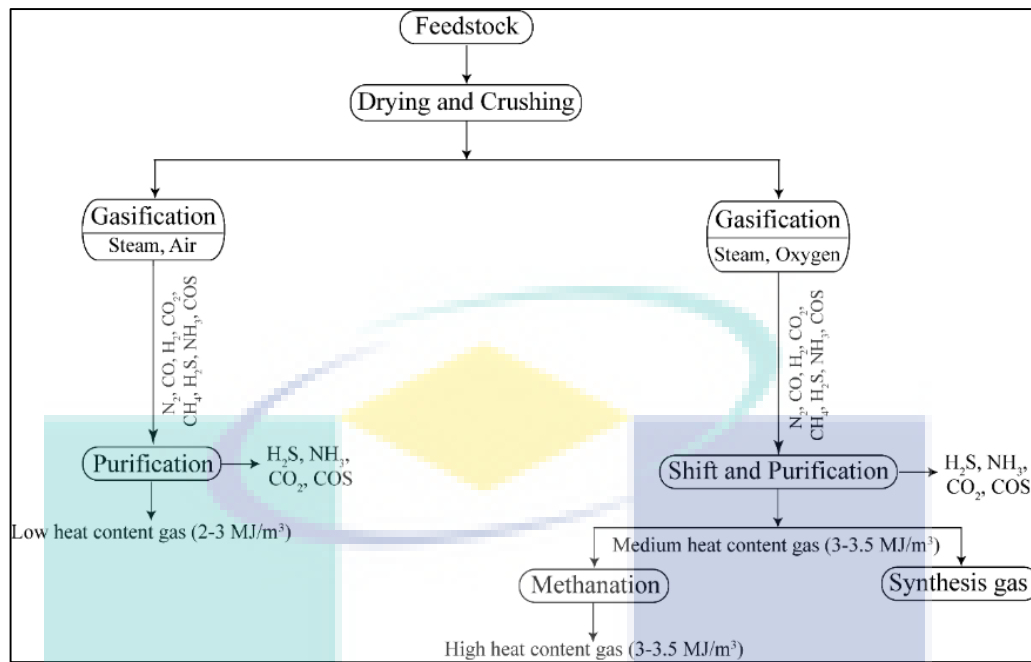 Feedstock
Drying and Crushing
Gasification
Steam, Air
N₂, CO, H₂, CO₂,
CH₄, H₂S, NH₃, COS
Purification
H₂S, NH₃,
CO₂, COS
Low heat content gas (2-3 MJ/m³)
Gasification
Steam, Oxygen
N₂, CO, H₂, CO₂,
CH₄, H₂S, NH₃, COS
Shift and Purification
H₂S, NH₃,
CO₂, COS
Medium heat content gas (3-3.5 MJ/m³)
Methanation
Synthesis gas
High heat content gas (3-3.5 MJ/m³)